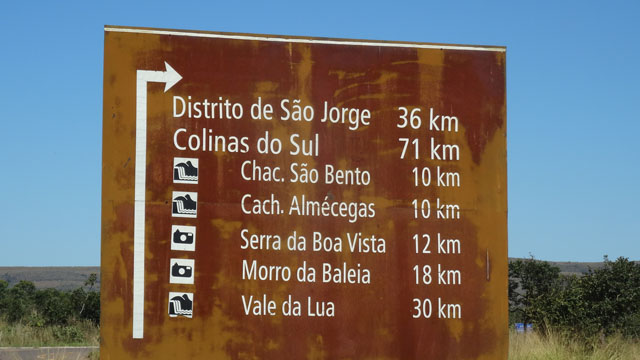 Distrito de São Jorge 36 km
Colinas do Sul 71 km
Chac. São Bento 10 km
Cach. Almécegas 10 km
Serra da Boa Vista 12 km
Morro da Baleia 18 km
Vale da Lua 30 km